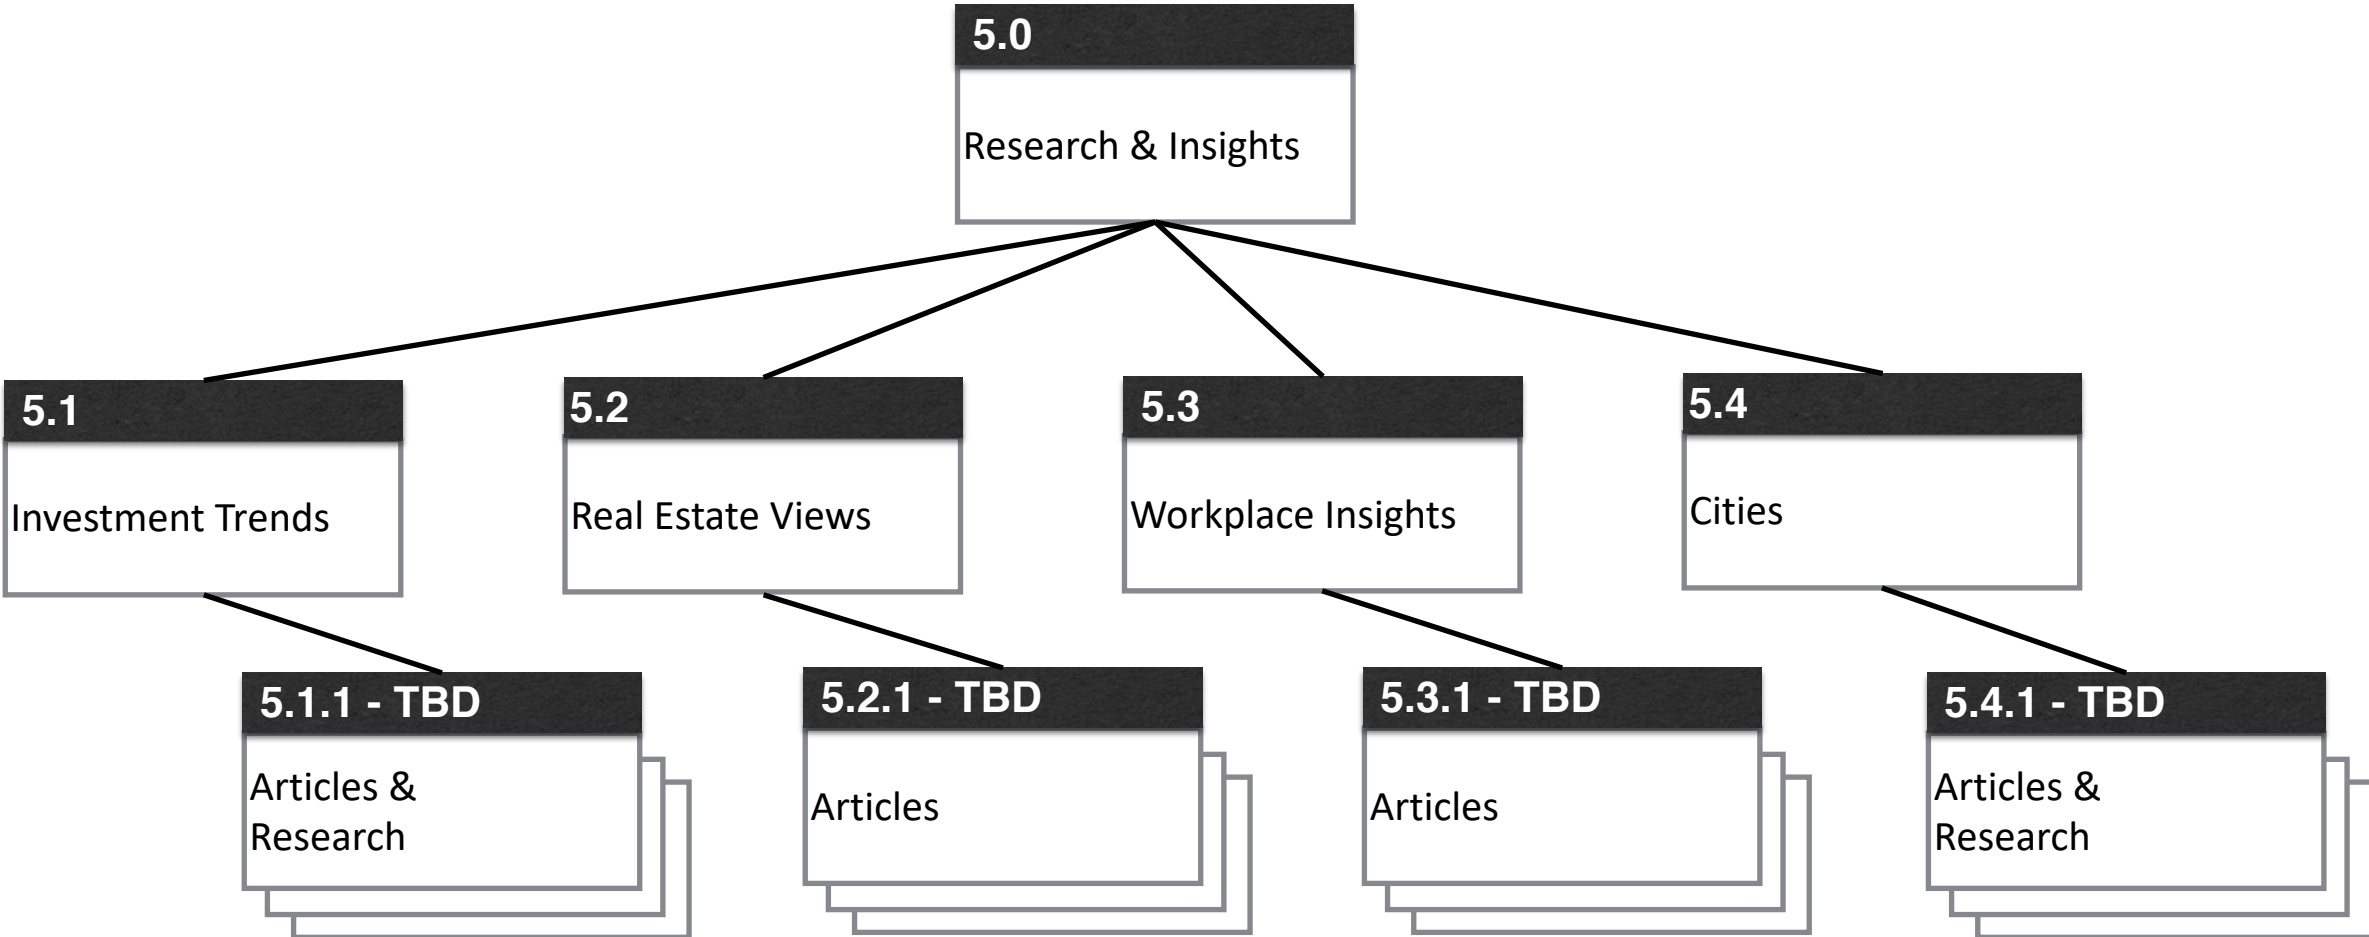 5.0
Research & Insights
5.1
Investment Trends
5.2
Real Estate Views
5.3
Workplace Insights
5.4
Cities
5.1.1 - TBD
Articles &
Research
5.2.1 - TBD
Articles
5.3.1 - TBD
Articles
5.4.1 - TBD
Articles &
Research